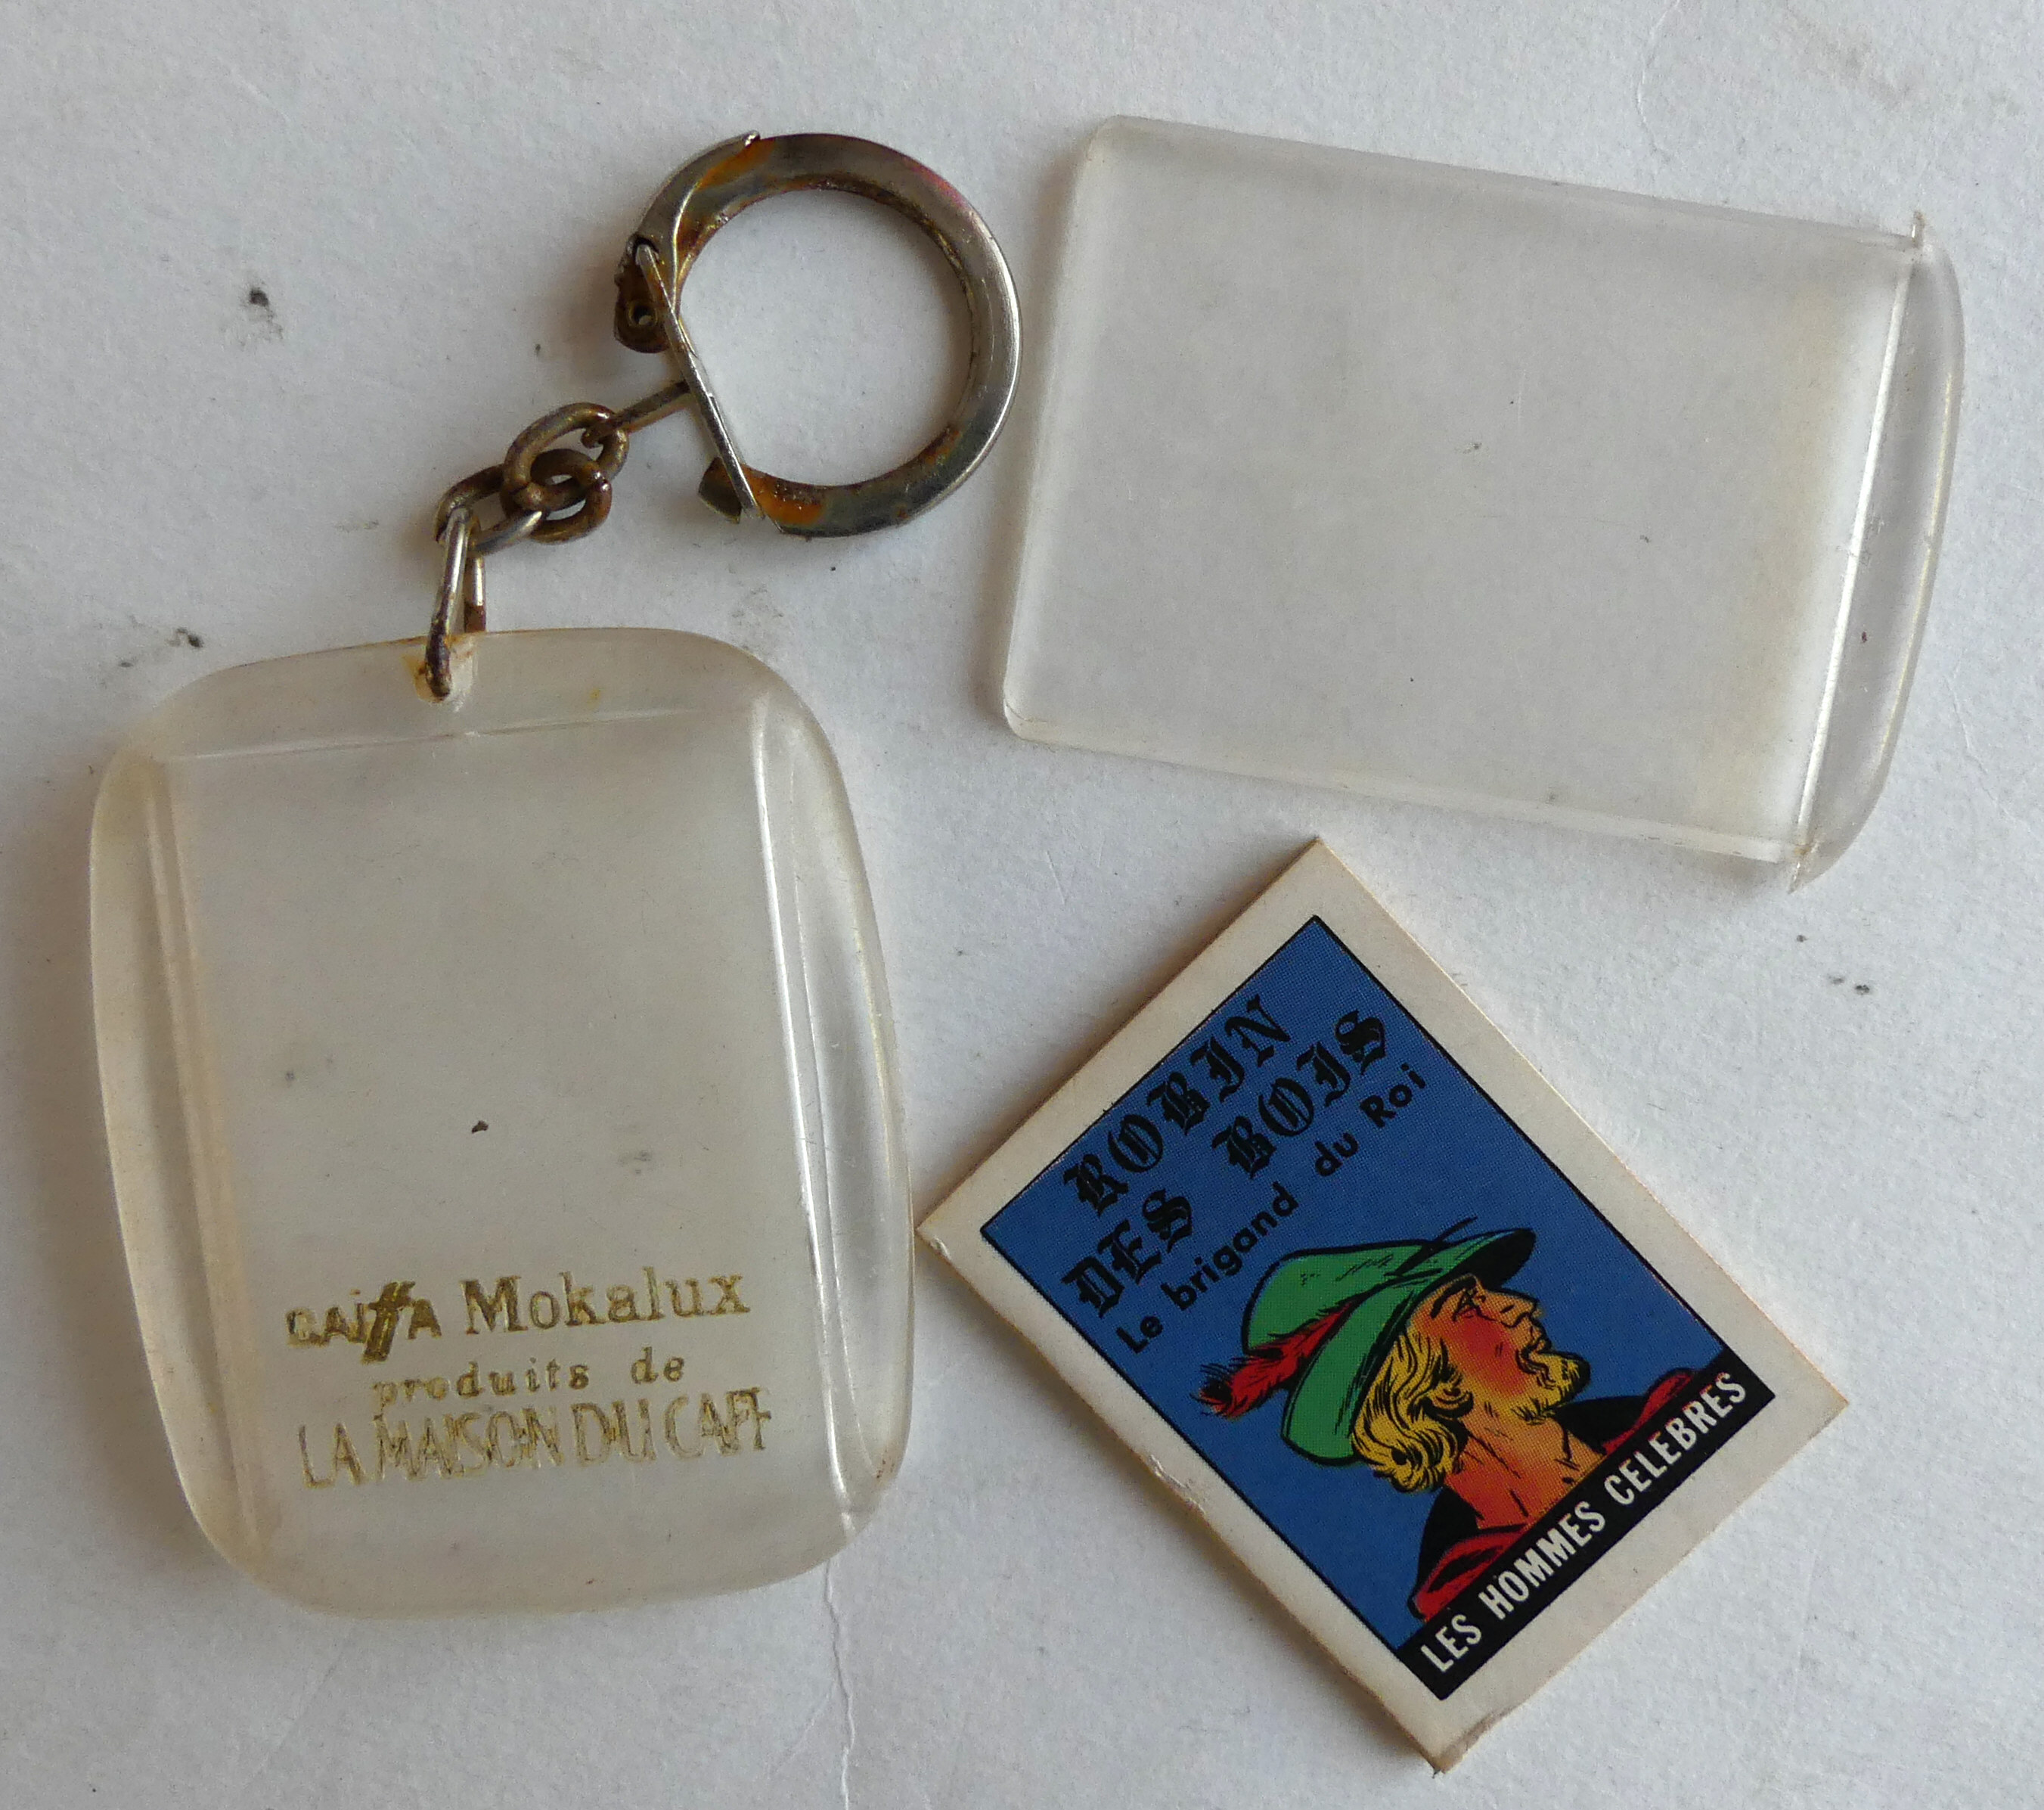 CAiffA Mokalux
produits de
LA MAISON DU CAFE
ROBIN
DES BOIS
Le brigand du Roi
LES HOMMES CELEBRES